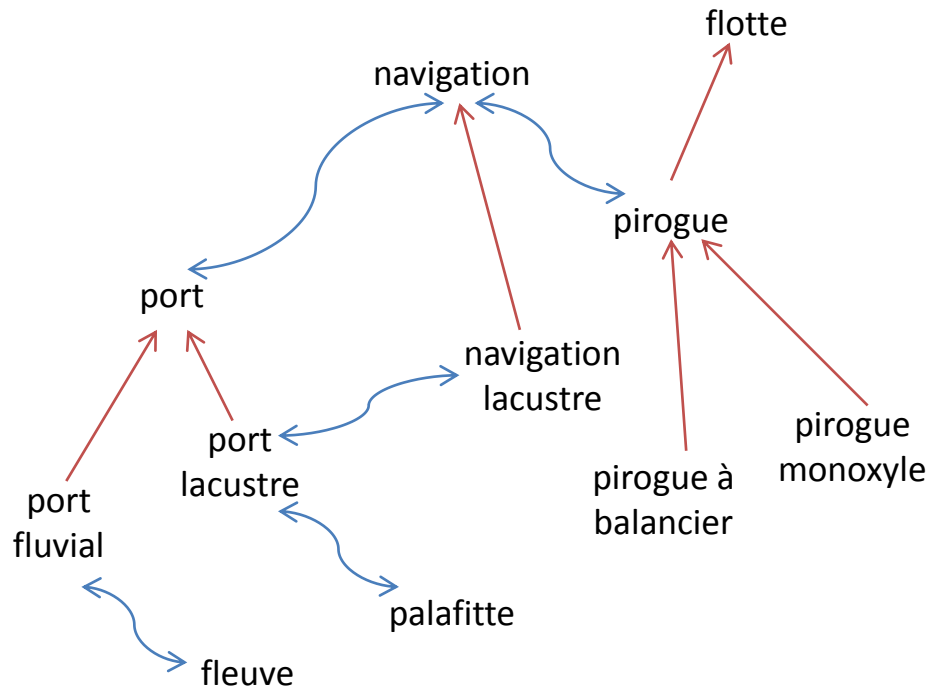 flotte
navigation
pirogue
port
navigation
lacustre
port
lacustre
pirogue
monoxyle
pirogue à
balancier
port
fluvial
palafitte
fleuve